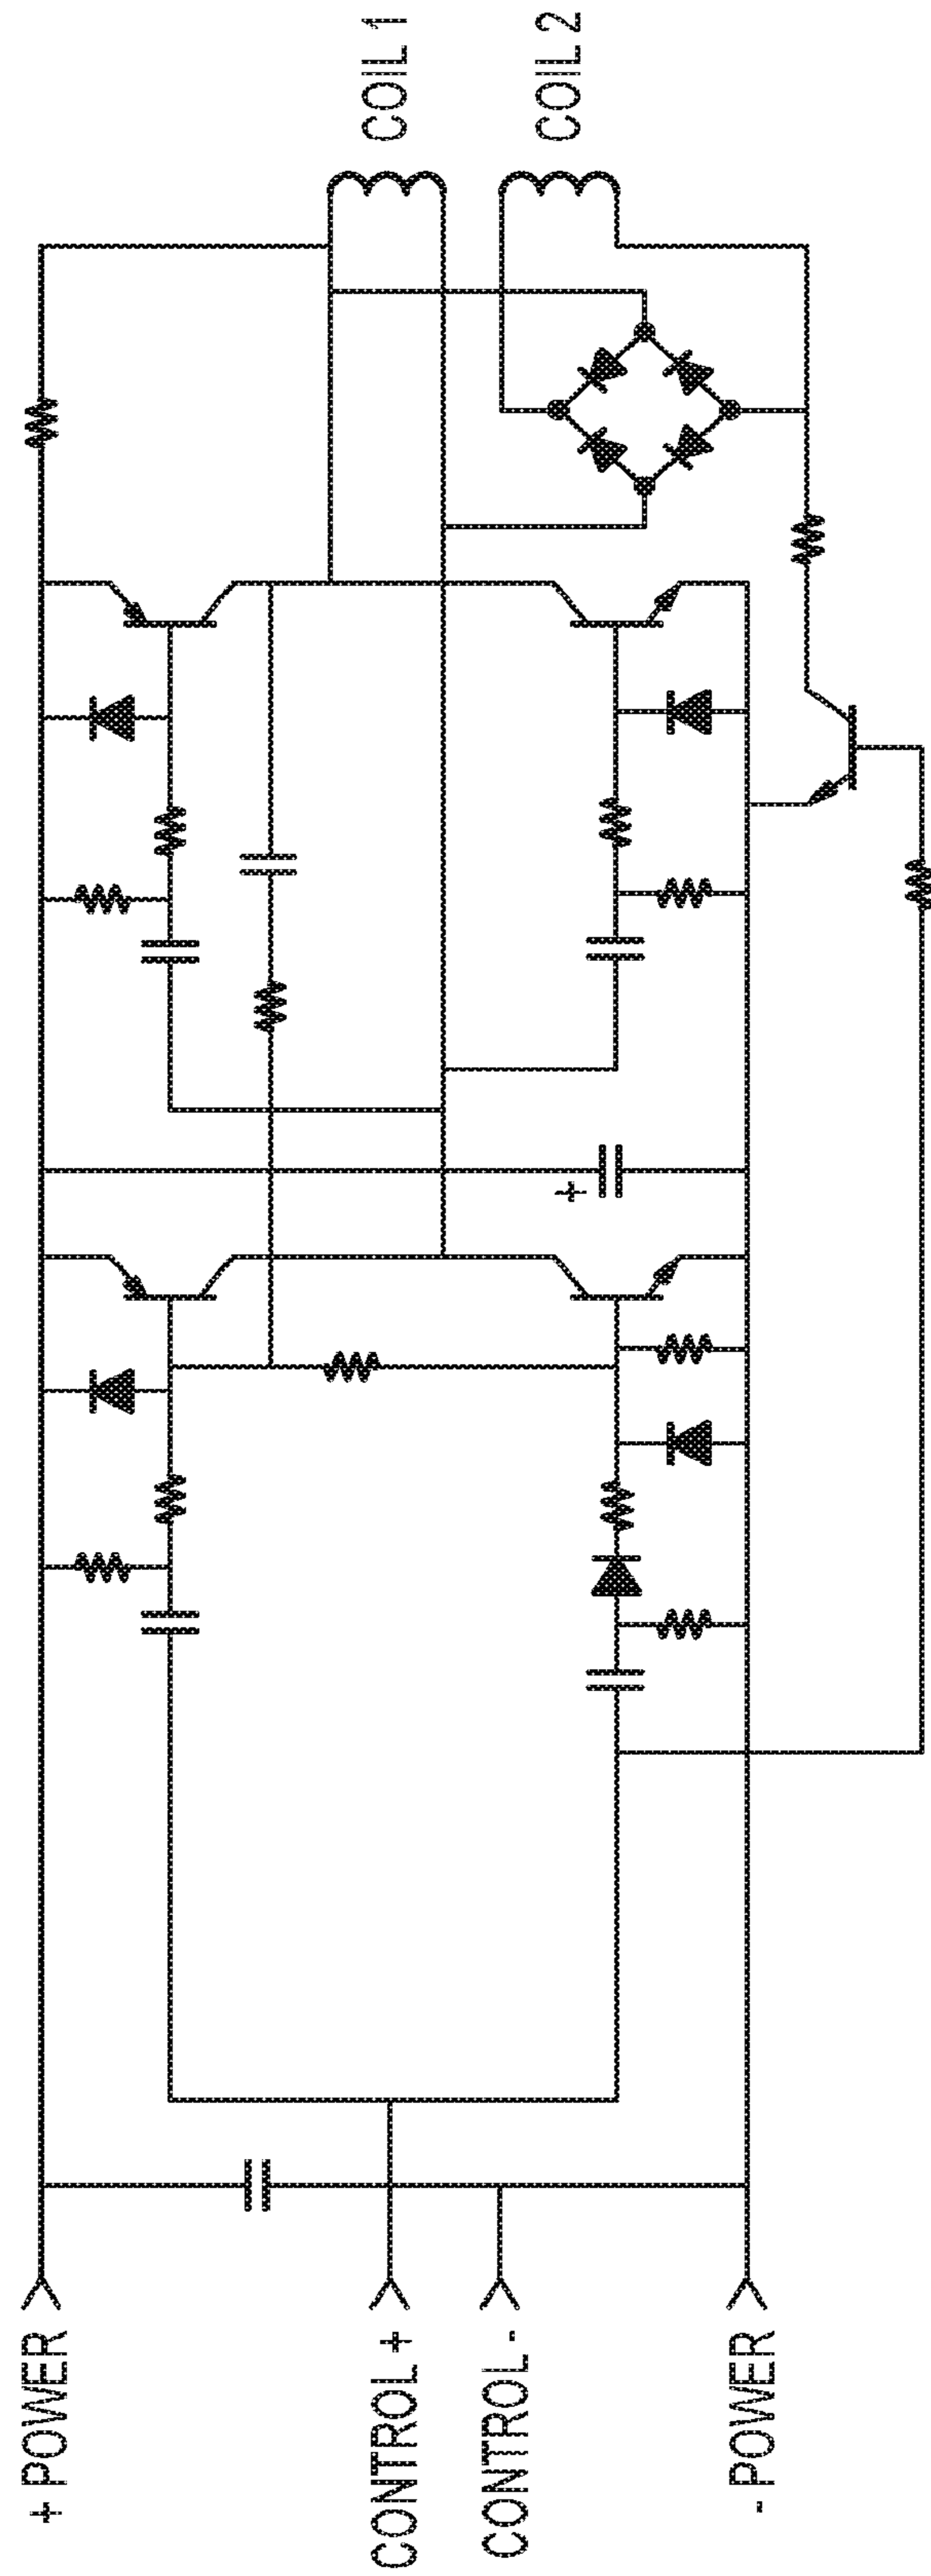 + POWER
CONTROL +
CONTROL -
- POWER
COIL 1
COIL 2
+